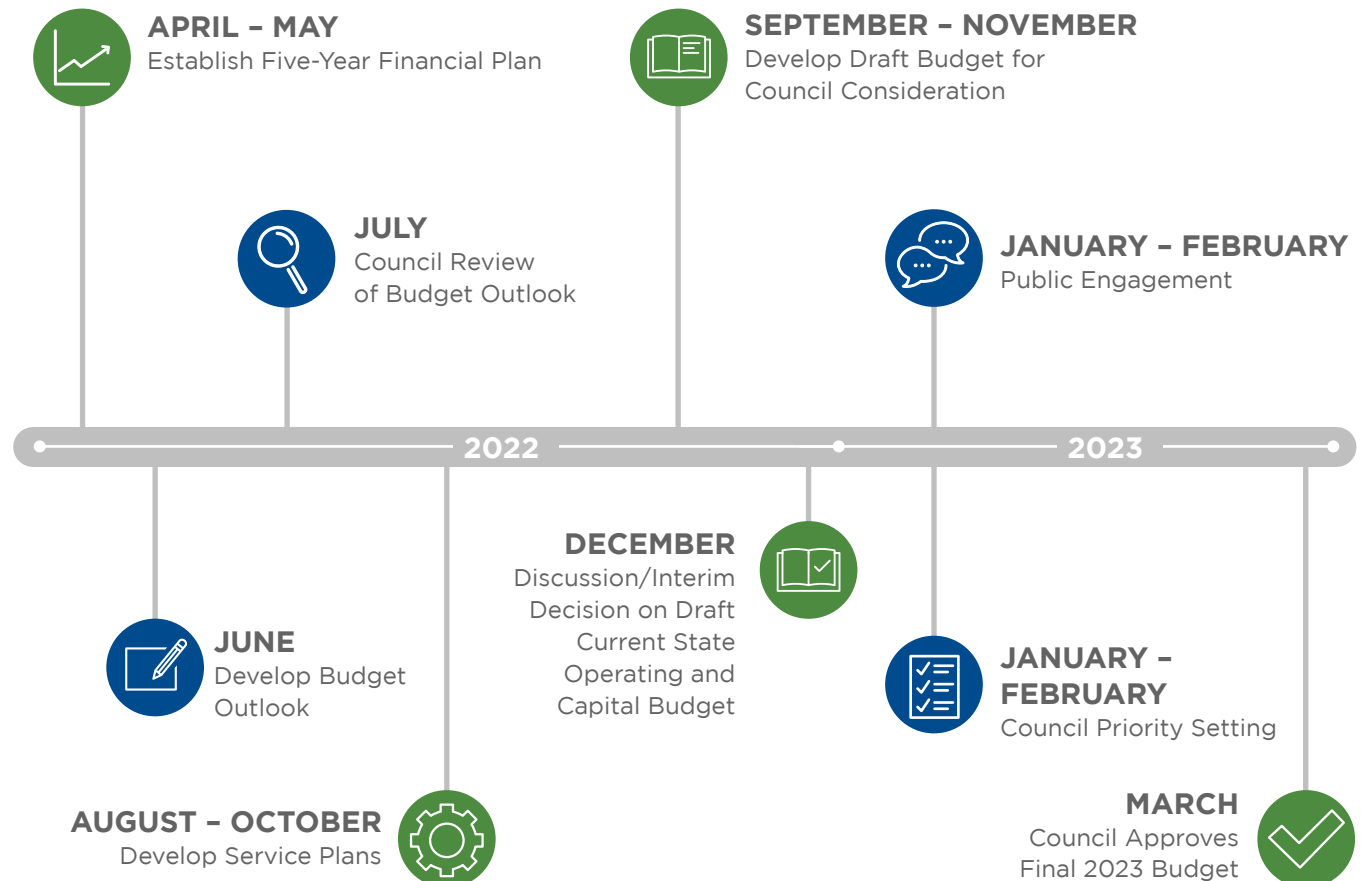 APRIL – MAY
Establish Five-Year Financial Plan
SEPTEMBER – NOVEMBER
Develop Draft Budget for
Council Consideration
JULY
Council Review
of Budget Outlook
JANUARY – FEBRUARY
Public Engagement
2022
2023
DECEMBER
Discussion/Interim
Decision on Draft
Current State
Operating and
Capital Budget
JUNE
Develop Budget
Outlook
JANUARY –
FEBRUARY
Council Priority Setting
AUGUST – OCTOBER
Develop Service Plans
MARCH
Council Approves
Final 2023 Budget